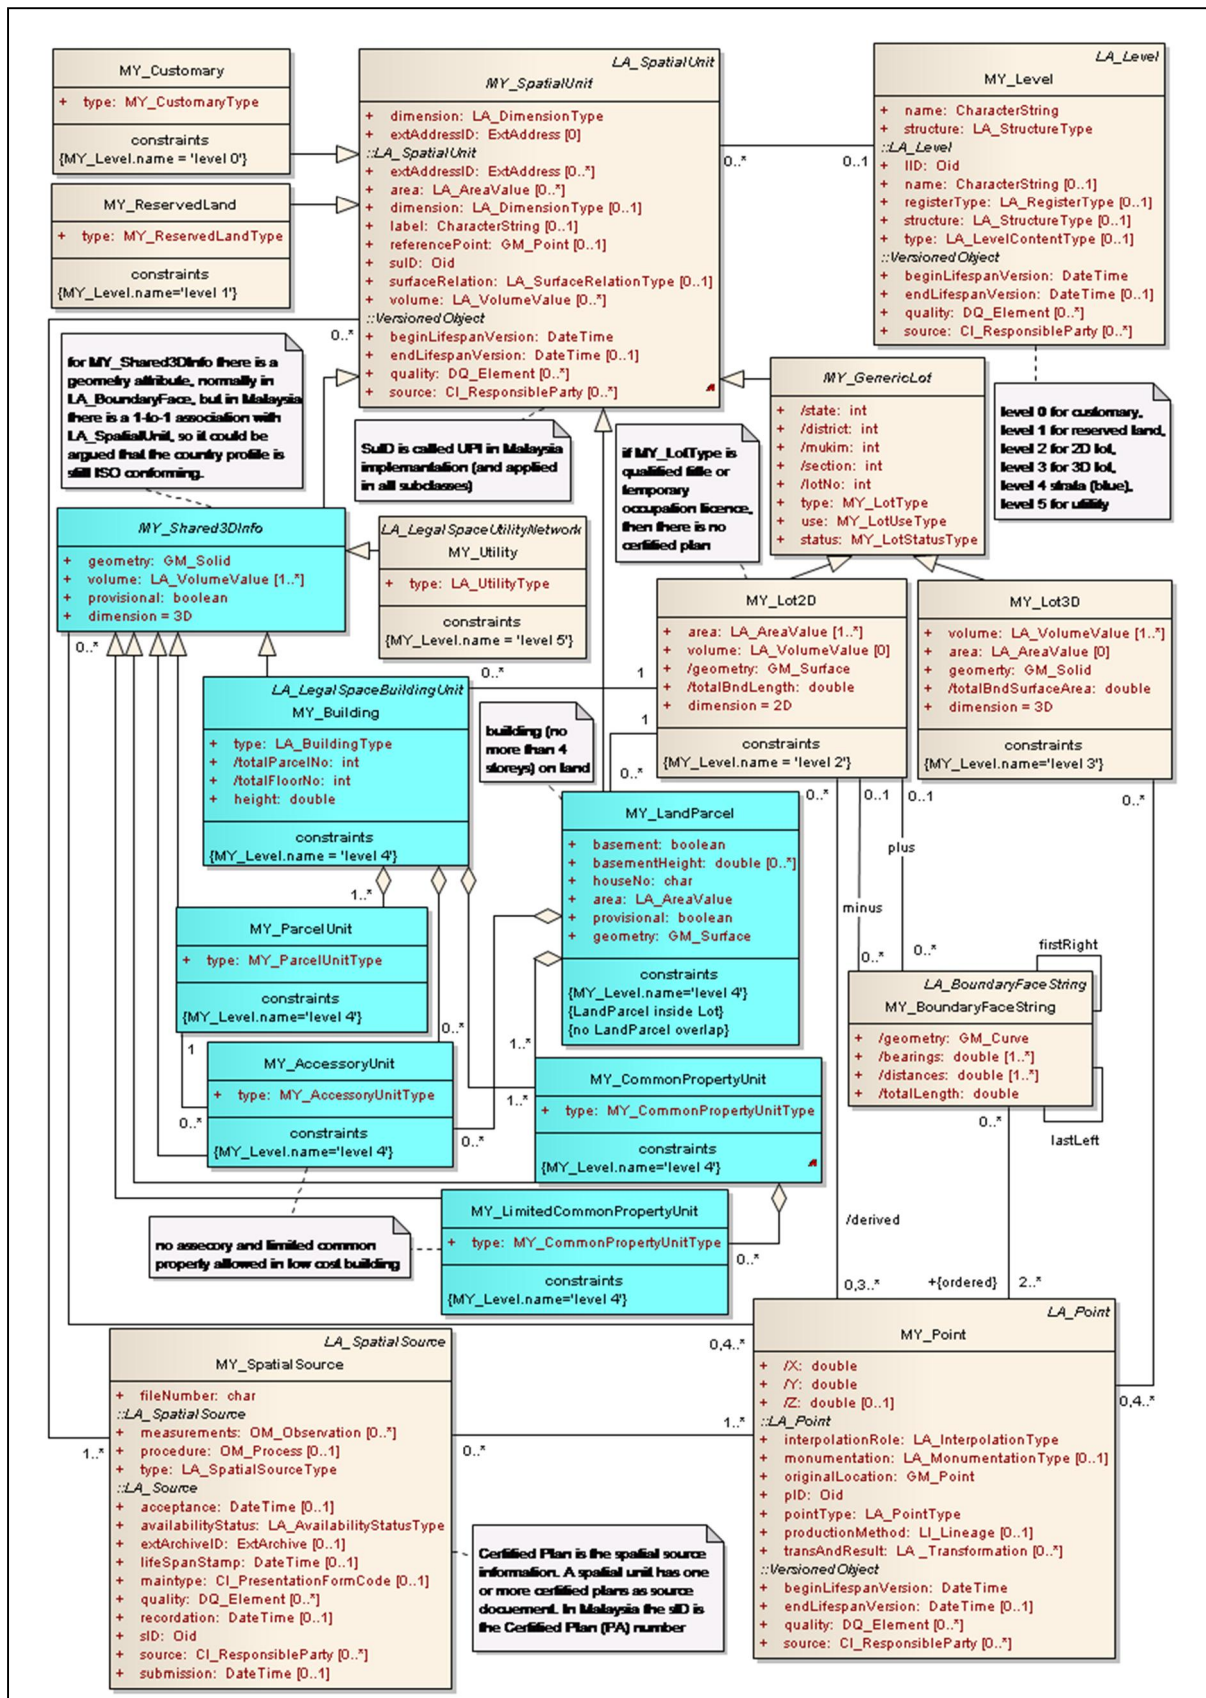 MY_Customary
+ type: MY_CustomaryType
constraints
{MY_Level.name = 'level 0'}
MY_ReservedLand
+ type: MY_ReservedLandType
constraints
{MY_Level.name='level 1'}
LA_SpatialUnit
MY_SpatialUnit
+ dimension: LA_DimensionType
+ extAddressID: ExtAddress [0]
::LA_SpatialUnit
+ extAddressID: ExtAddress [0..*]
+ area: LA_AreaValue [0..*]
+ dimension: LA_DimensionType [0..1]
+ label: CharacterString [0..1]
+ referencePoint: GM_Point [0..1]
+ suID: Oid
+ surfaceRelation: LA_SurfaceRelationType [0..1]
+ volume: LA_VolumeValue [0..*]
::VersionedObject
+ beginLifespanVersion: DateTime
+ endLifespanVersion: DateTime [0..1]
+ quality: DQ_Element [0..*]
+ source: CI_ResponsibleParty [0..*]
0..*
0..1
LA_Level
MY_Level
+ name: CharacterString
+ structure: LA_StructureType
::LA_Level
+ lID: Oid
+ name: CharacterString [0..1]
+ registerType: LA_RegisterType [0..1]
+ structure: LA_StructureType [0..1]
+ type: LA_LevelContentType [0..1]
::VersionedObject
+ beginLifespanVersion: DateTime
+ endLifespanVersion: DateTime [0..1]
+ quality: DQ_Element [0..*]
+ source: CI_ResponsibleParty [0..*]
0..*
for MY_Shared3DInfo there is a
geometry attribute, normally in
LA_BoundaryFace, but in Malaysia
there is a 1-to-1 association with
LA_SpatialUnit, so it could be
argued that the country profile is
still ISO conforming.
SuID is called UPI in Malaysia
implemantation (and applied
in all subclasses)
if MY_LotType is
qualified title or
temporary
occupation licence,
then there is no
certified plan
MY_GenericLot
+ /state: int
+ /district: int
+ /mukim: int
+ /section: int
+ /lotNo: int
+ type: MY_LotType
+ use: MY_LotUseType
+ status: MY_LotStatusType
level 0 for customary,
level 1 for reserved land,
level 2 for 2D lot,
level 3 for 3D lot,
level 4 strata (blue),
level 5 for utility
MY_Shared3DInfo
+ geometry: GM_Solid
+ volume: LA_VolumeValue [1..*]
+ provisional: boolean
+ dimension = 3D
0..*
LA_LegalSpaceUtilityNetwork
MY_Utility
+ type: LA_UtilityType
constraints
{MY_Level.name = 'level 5'}
MY_Lot2D
+ area: LA_AreaValue [1..*]
+ volume: LA_VolumeValue [0]
+ /geometry: GM_Surface
+ /totalBndLength: double
+ dimension = 2D
constraints
{MY_Level.name = 'level 2'}
MY_Lot3D
+ volume: LA_VolumeValue [1..*]
+ area: LA_AreaValue [0]
+ geomerty: GM_Solid
+ /totalBndSurfaceArea: double
+ dimension = 3D
constraints
{MY_Level.name='level 3'}
0..*
1
1
0..*
0..*
0..1
0..1
0..*
LA_LegalSpaceBuildingUnit
MY_Building
+ type: LA_BuildingType
+ /totalParcelNo: int
+ /totalFloorNo: int
+ height: double
constraints
{MY_Level.name = 'level 4'}
building (no
more than 4
storeys) on land
MY_LandParcel
+ basement: boolean
+ basementHeight: double [0..*]
+ houseNo: char
+ area: LA_AreaValue
+ provisional: boolean
+ geometry: GM_Surface
constraints
{MY_Level.name='level 4'}
{LandParcel inside Lot}
{no LandParcel overlap}
plus
minus
0..*
0..*
firstRight
1..*
MY_ParcelUnit
+ type: MY_ParcelUnitType
constraints
{MY_Level.name='level 4'}
LA_BoundaryFaceString
MY_BoundaryFaceString
+ /geometry: GM_Curve
+ /bearings: double [1..*]
+ /distances: double [1..*]
+ /totalLength: double
lastLeft
0..*
1
0..*
1..*
MY_AccessoryUnit
+ type: MY_AccessoryUnitType
constraints
{MY_Level.name='level 4'}
0..*
0..*
1..*
MY_CommonPropertyUnit
+ type: MY_CommonPropertyUnitType
constraints
{MY_Level.name='level 4'}
MY_LimitedCommonPropertyUnit
+ type: MY_CommonPropertyUnitType
constraints
{MY_Level.name='level 4'}
0..*
no assecory and limited common
property allowed in low cost building
/derived
0,3..*
+{ordered}
2..*
0,4..*
0,4..*
LA_SpatialSource
MY_SpatialSource
+ fileNumber: char
::LA_SpatialSource
+ measurements: OM_Observation [0..*]
+ procedure: OM_Process [0..1]
+ type: LA_SpatialSourceType
::LA_Source
+ acceptance: DateTime [0..1]
+ availabilityStatus: LA_AvailabilityStatusType
+ extArchiveID: ExtArchive [0..1]
+ lifeSpanStamp: DateTime [0..1]
+ maintype: CI_PresentationFormCode [0..1]
+ quality: DQ_Element [0..*]
+ recordation: DateTime [0..1]
+ sID: Oid
+ source: CI_ResponsibleParty [0..*]
+ submission: DateTime [0..1]
1..*
0..*
1..*
Certified Plan is the spatial source
information. A spatial unit has one
or more certified plans as source
docuement. In Malaysia the sID is
the Certified Plan (PA) number
LA_Point
MY_Point
+ /X: double
+ /Y: double
+ /Z: double [0..1]
::LA_Point
+ interpolationRole: LA_InterpolationType
+ monumentation: LA_MonumentationType [0..1]
+ originalLocation: GM_Point
+ pID: Oid
+ pointType: LA_PointType
+ productionMethod: LI_Lineage [0..1]
+ transAndResult: LA_Transformation [0..*]
::VersionedObject
+ beginLifespanVersion: DateTime
+ endLifespanVersion: DateTime [0..1]
+ quality: DQ_Element [0..*]
+ source: CI_ResponsibleParty [0..*]